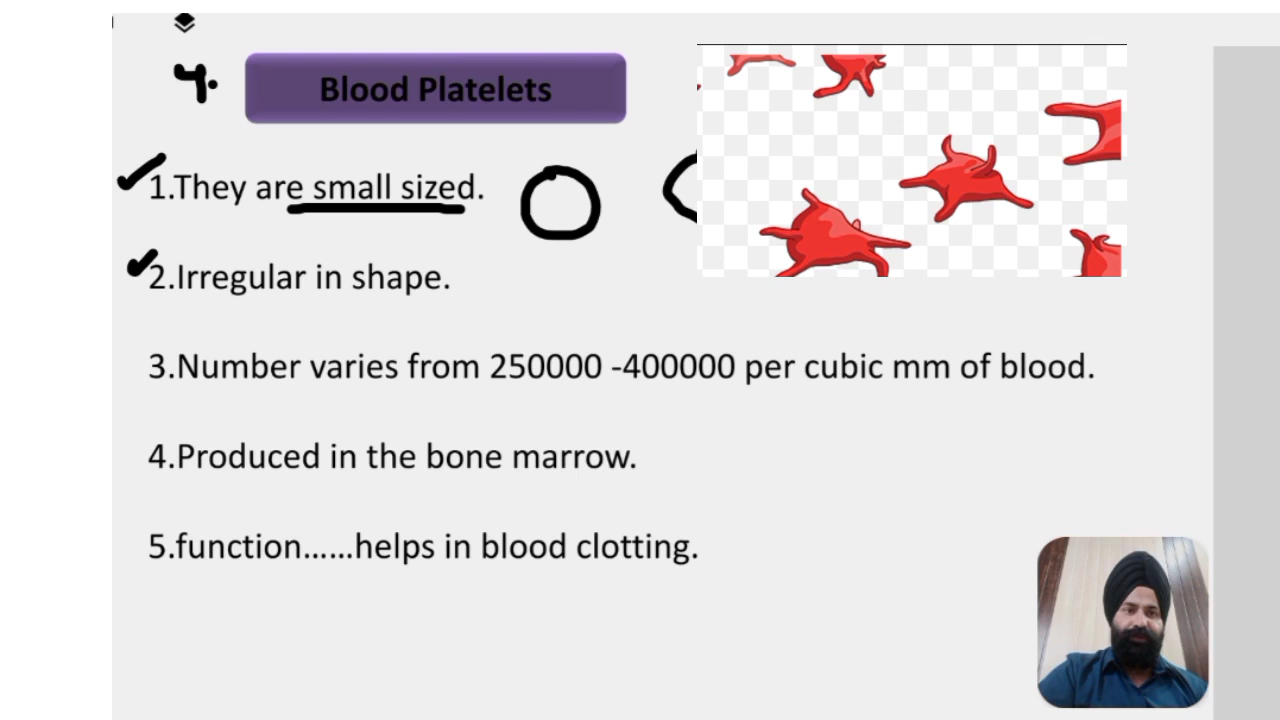 4.
Blood Platelets
1.They are small sized.
2.Irregular in shape.
3.Number varies from 250000 -400000 per cubic mm of blood.
4.Produced in the bone marrow.
5.function......helps in blood clotting.